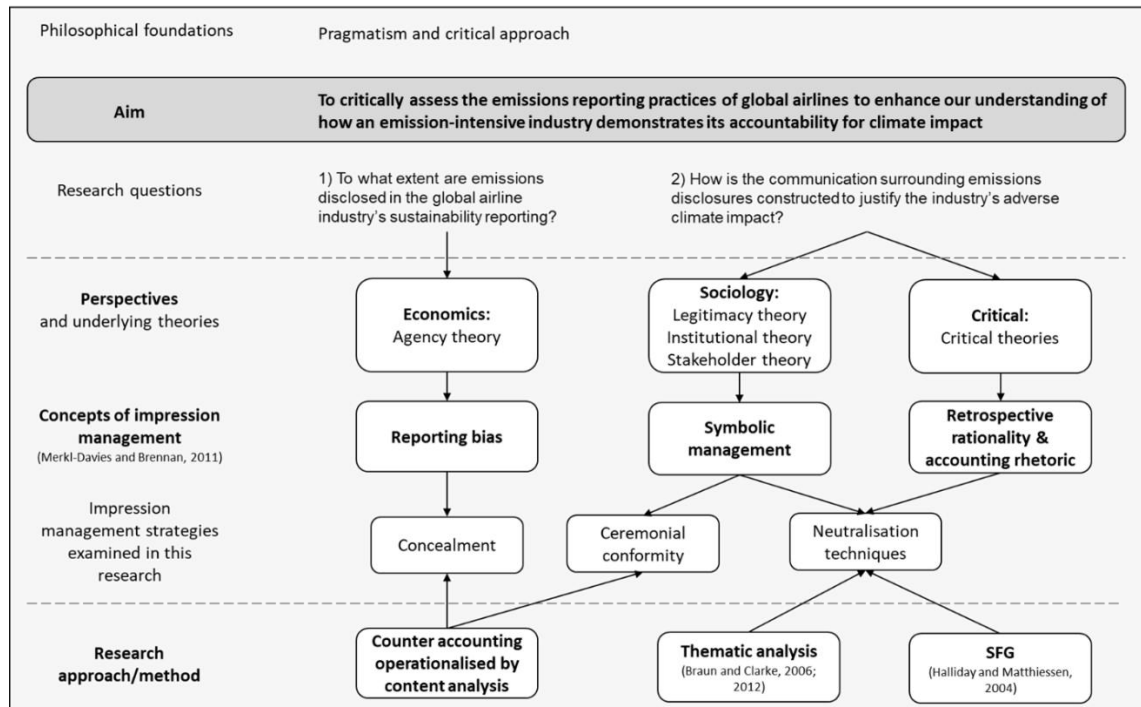 Philosophical foundations
Pragmatism and critical approach
Aim
To critically assess the emissions reporting practices of global airlines to enhance our understanding of
how an emission-intensive industry demonstrates its accountability for climate impact
Research questions
1) To what extent are emissions
disclosed in the global airline
industry's sustainability reporting?
2) How is the communication surrounding emissions
disclosures constructed to justify the industry's adverse
climate impact?
Perspectives
and underlying theories
Economics:
Agency theory
Sociology:
Legitimacy theory
Institutional theory
Stakeholder theory
Critical:
Critical theories
Concepts of impression
management
(Merkl-Davies and Brennan, 2011)
Reporting bias
Symbolic
management
Retrospective
rationality &
accounting rhetoric
Impression
management strategies
examined in this
research
Concealment
Ceremonial
conformity
Neutralisation
techniques
Research
approach/method
Counter accounting
operationalised by
content analysis
Thematic analysis
(Braun and Clarke, 2006;
2012)
SFG
(Halliday and Matthiessen,
2004)